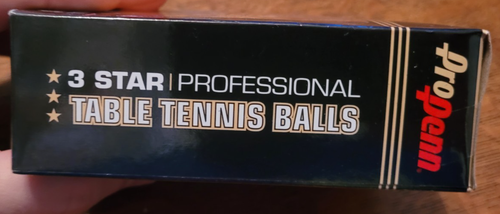 3 STAR | PROFESSIONAL
TABLE TENNIS BALLS
ProPenn